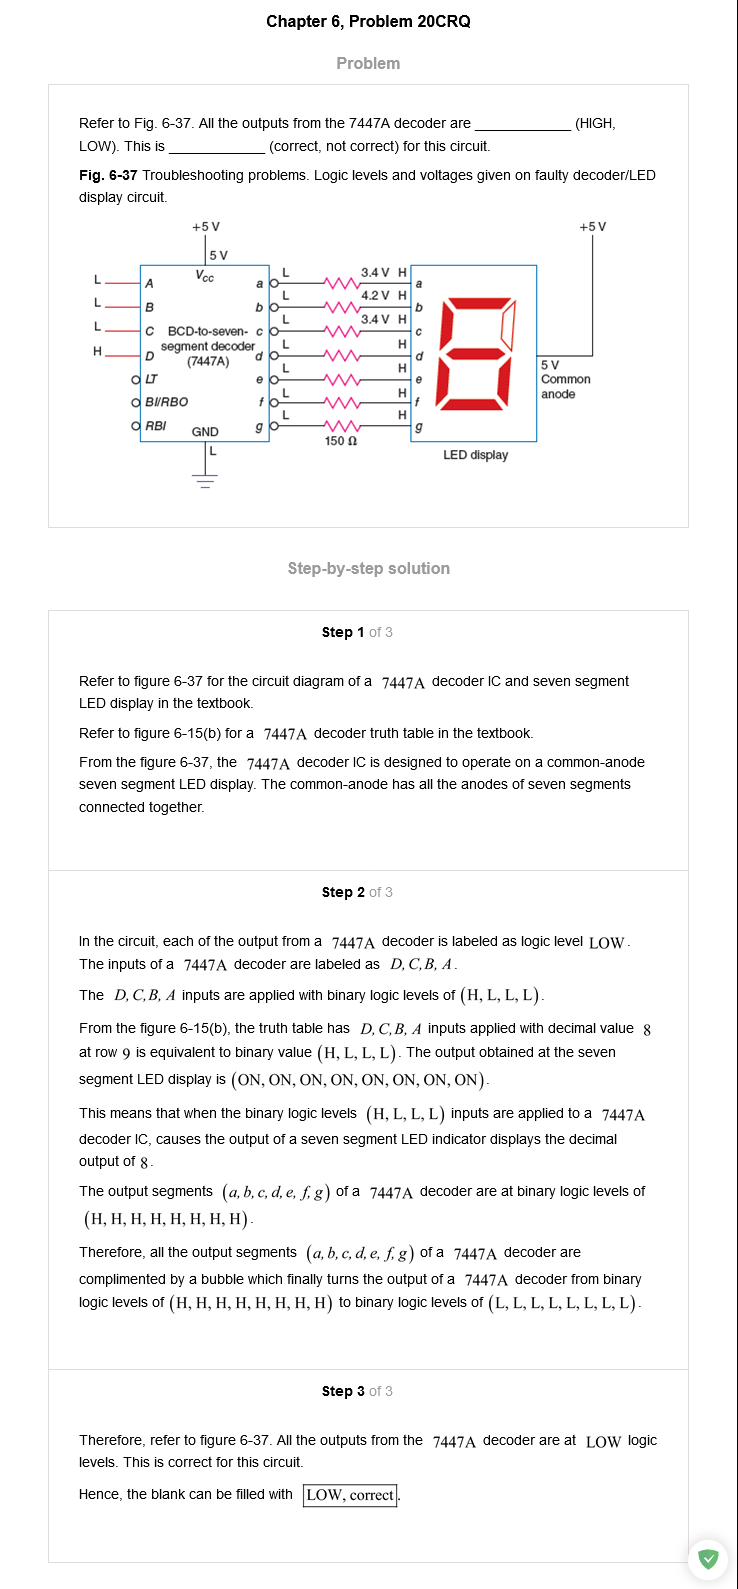 Chapter 6, Problem 20CRQ
Problem
Refer to Fig. 6-37. All the outputs from the 7447A decoder are ____________ (HIGH,
LOW). This is ____________ (correct, not correct) for this circuit.
Fig. 6-37 Troubleshooting problems. Logic levels and voltages given on faulty decoder/LED
display circuit.
+5 V
+5 V
5 V
Vcc
L A a L 3.4 V H a
L B b L 4.2 V H b
L C BCD-to-seven- c L 3.4 V H c
H D segment decoder d L H d
(7447A)
LT e L H e
BI/RBO f L H f
RBI g L H g
GND
L
150 Ω
5 V
Common
anode
LED display
Step-by-step solution
Step 1 of 3
Refer to figure 6-37 for the circuit diagram of a 7447A decoder IC and seven segment
LED display in the textbook.
Refer to figure 6-15(b) for a 7447A decoder truth table in the textbook.
From the figure 6-37, the 7447A decoder IC is designed to operate on a common-anode
seven segment LED display. The common-anode has all the anodes of seven segments
connected together.
Step 2 of 3
In the circuit, each of the output from a 7447A decoder is labeled as logic level LOW.
The inputs of a 7447A decoder are labeled as D, C, B, A.
The D, C, B, A inputs are applied with binary logic levels of (H, L, L, L).
From the figure 6-15(b), the truth table has D, C, B, A inputs applied with decimal value 8
at row 9 is equivalent to binary value (H, L, L, L). The output obtained at the seven
segment LED display is (ON, ON, ON, ON, ON, ON, ON, ON).
This means that when the binary logic levels (H, L, L, L) inputs are applied to a 7447A
decoder IC, causes the output of a seven segment LED indicator displays the decimal
output of 8.
The output segments (a, b, c, d, e, f, g) of a 7447A decoder are at binary logic levels of
(H, H, H, H, H, H, H, H).
Therefore, all the output segments (a, b, c, d, e, f, g) of a 7447A decoder are
complimented by a bubble which finally turns the output of a 7447A decoder from binary
logic levels of (H, H, H, H, H, H, H, H) to binary logic levels of (L, L, L, L, L, L, L, L).
Step 3 of 3
Therefore, refer to figure 6-37. All the outputs from the 7447A decoder are at LOW logic
levels. This is correct for this circuit.
Hence, the blank can be filled with LOW, correct.